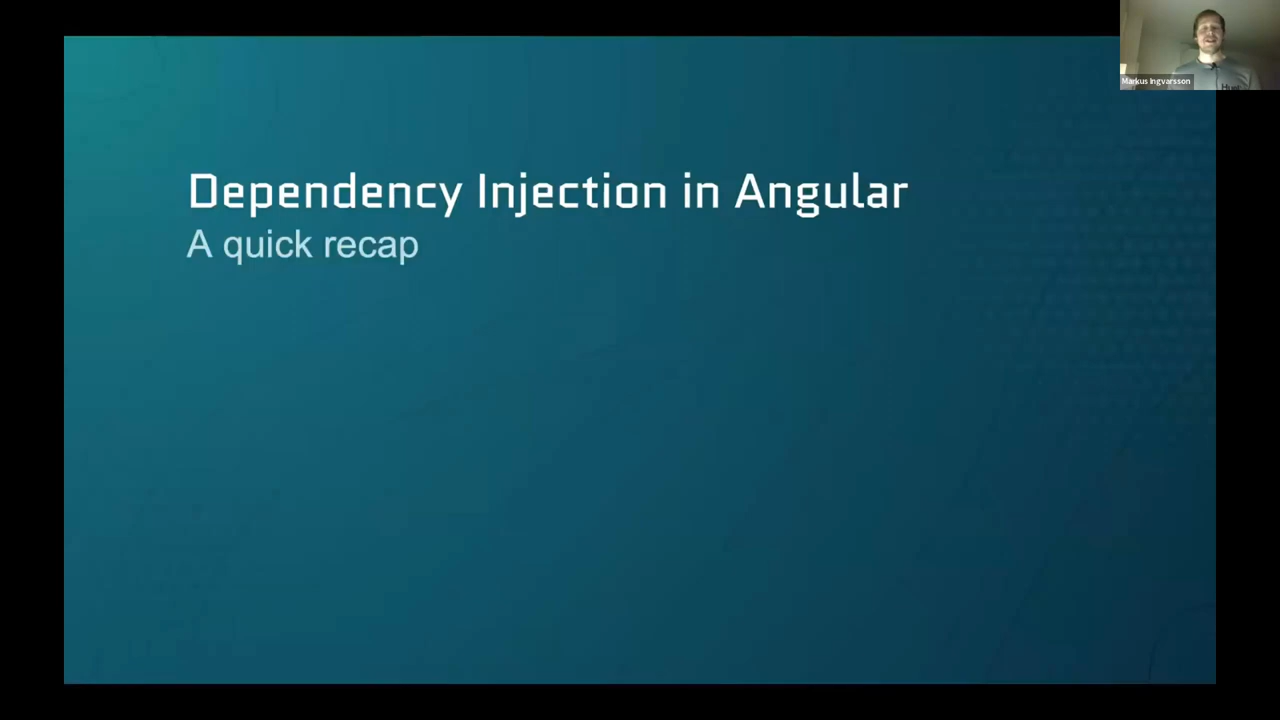 Dependency Injection in Angular
A quick recap
Markus Ingvarsson